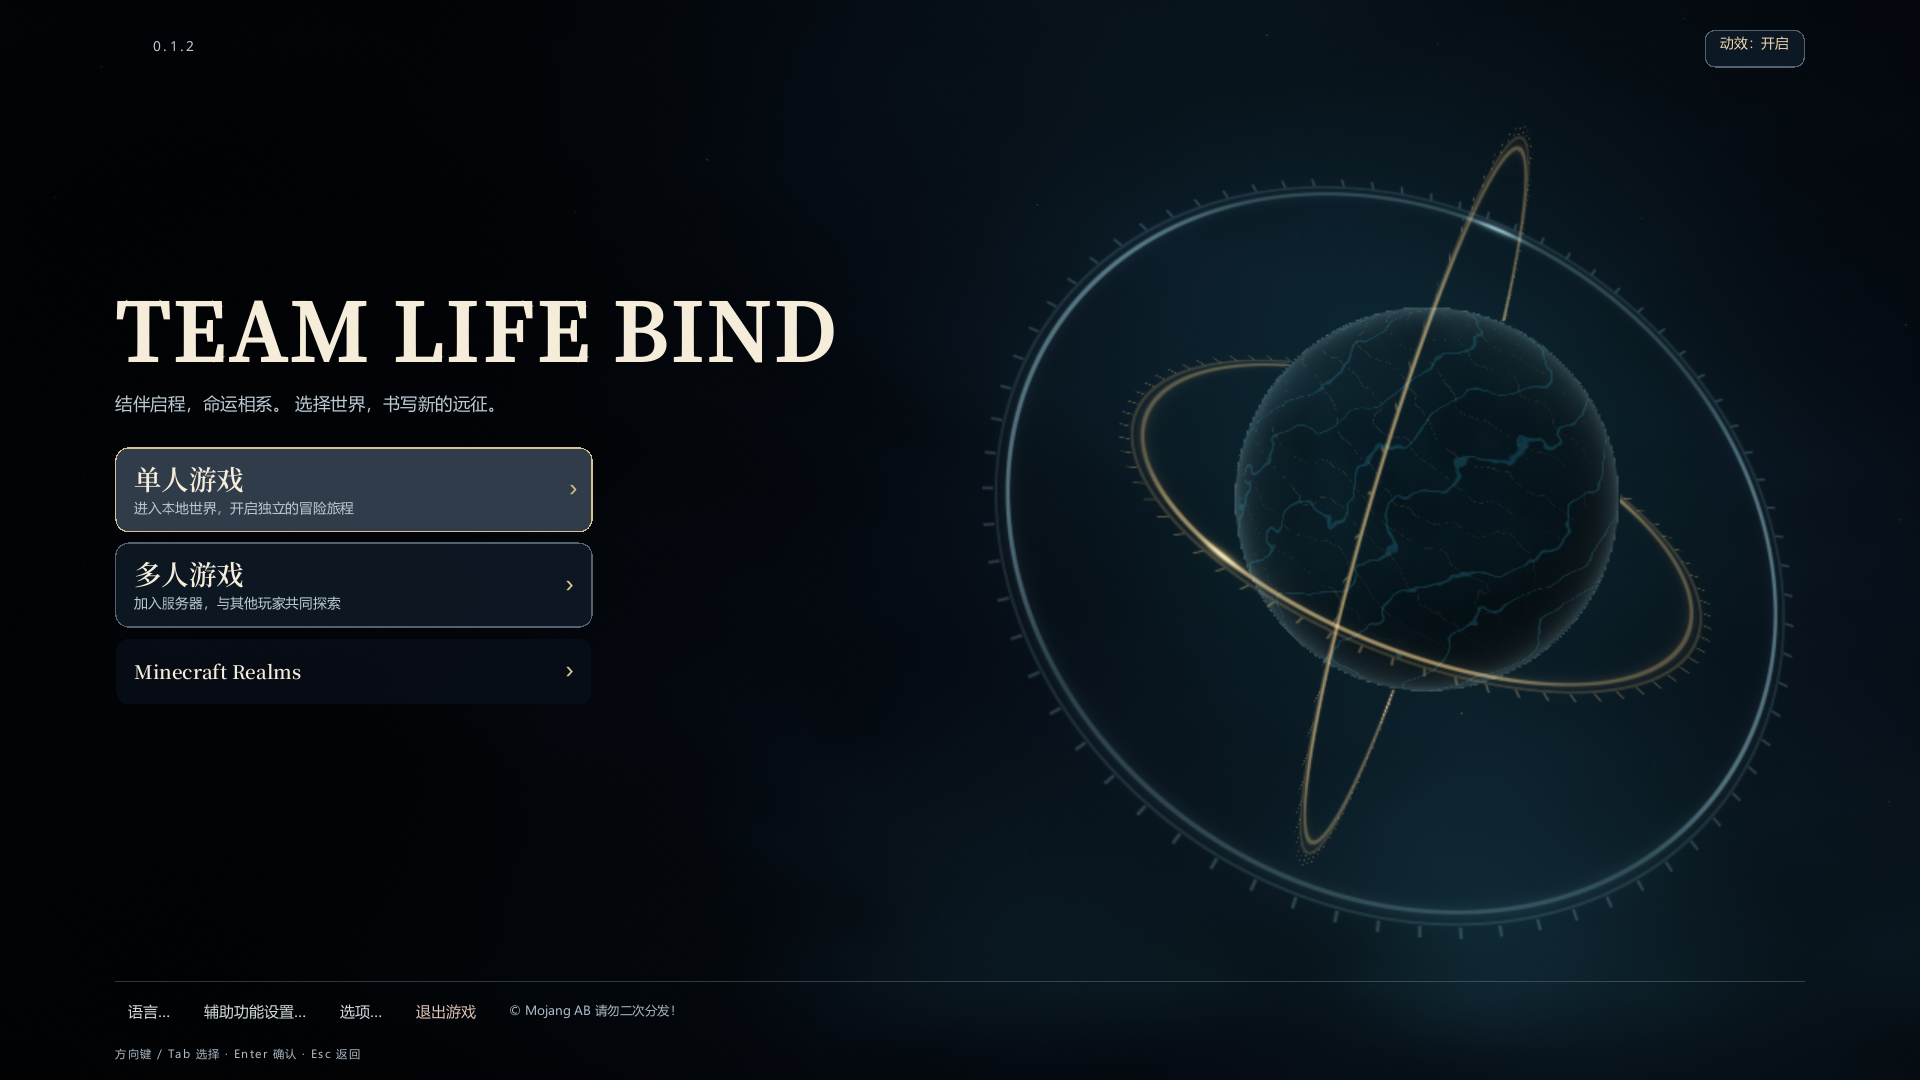 0.1.2
动效：开启
TEAM LIFE BIND
结伴启程，命运相系。 选择世界，书写新的远征。
单人游戏
进入本地世界，开启独立的冒险旅程
多人游戏
加入服务器，与其他玩家共同探索
Minecraft Realms
语言... 辅助功能设置... 选项... 退出游戏 © Mojang AB 请勿二次分发！
方向键 / Tab 选择 · Enter 确认 · Esc 返回